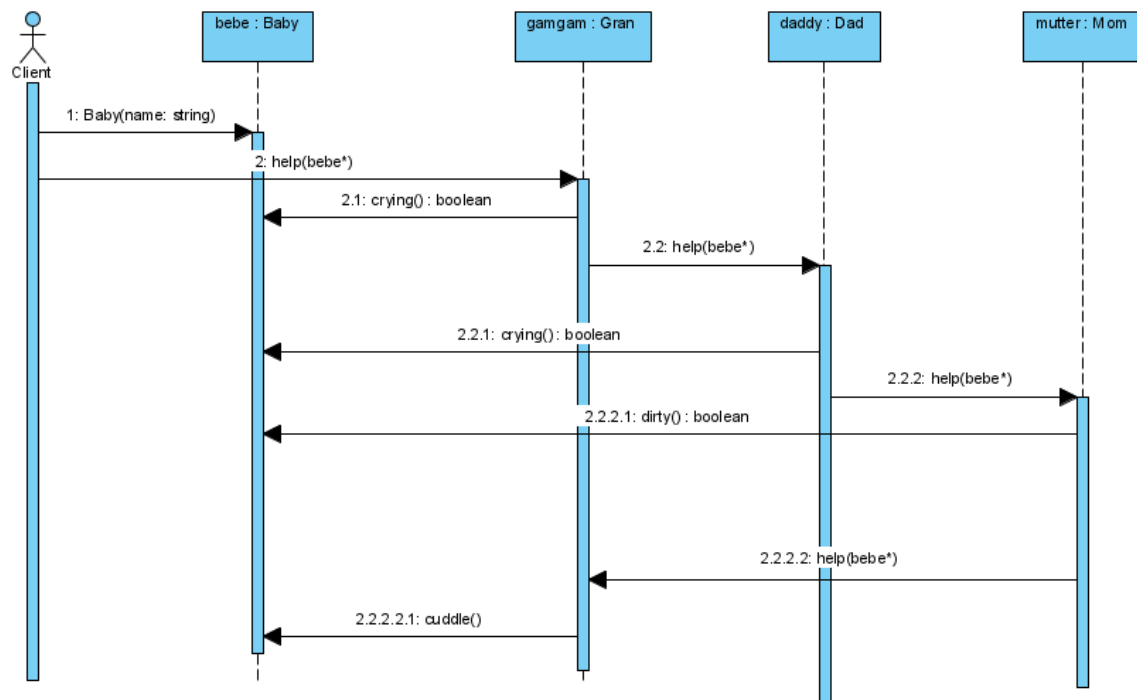 bebe : Baby
gamgam : Gran
daddy : Dad
mutter : Mom
Client
1: Baby(name: string)
2: help(bebe*)
2.1: crying() : boolean
2.2: help(bebe*)
2.2.1: crying() : boolean
2.2.2: help(bebe*)
2.2.2.1: dirty() : boolean
2.2.2.2: help(bebe*)
2.2.2.2.1: cuddle()